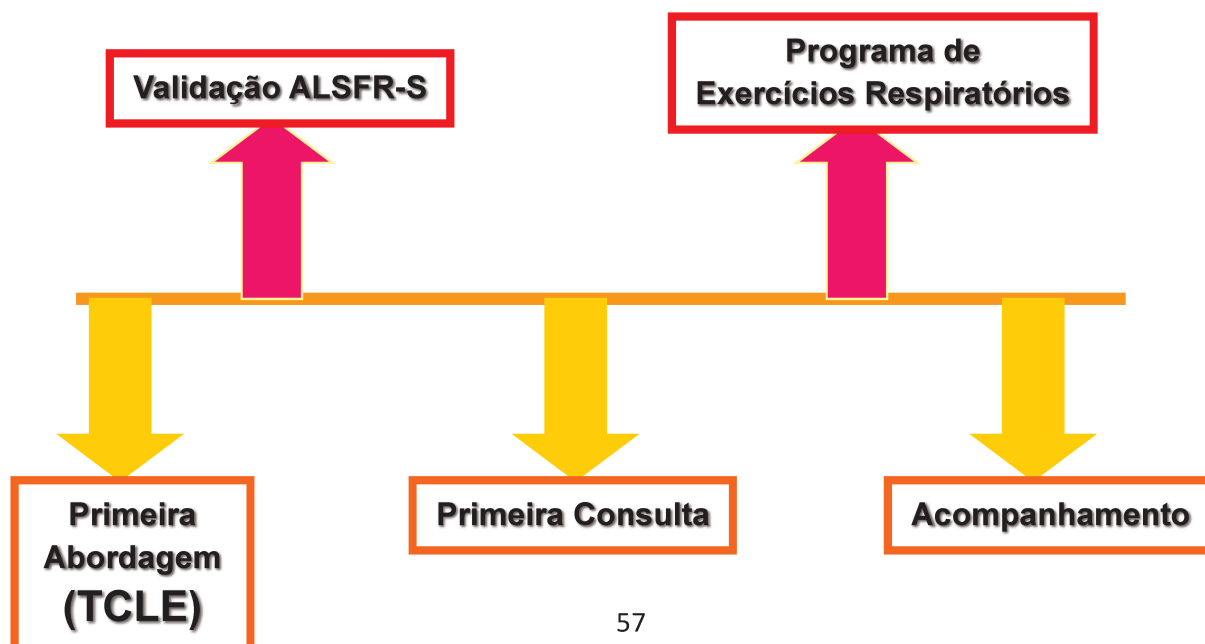 Programa de
Exercícios Respiratórios
Validação ALSFR-S
Primeira
Abordagem
(TCLE)
Primeira Consulta
Acompanhamento
57